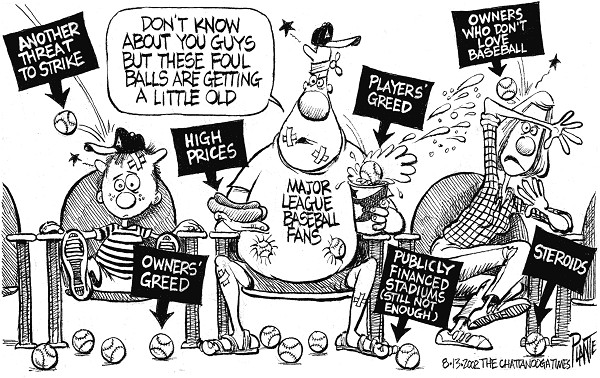 ANOTHER
THREAT
TO STRIKE
DON'T KNOW
ABOUT YOU GUYS
BUT THESE FOUL
BALLS ARE GETTING
A LITTLE OLD
OWNERS
WHO DON'T
LOVE
BASEBALL
PLAYERS'
GREED
HIGH
PRICES
A
A
MAJOR
LEAGUE
BASEBALL
FANS
OWNERS'
GREED
PUBLICLY
FINANCED
STADIUMS
(STILL NOT
ENOUGH)
STEROIDS
8-13-2002 THE CHATTANOOGA TIMES
PLANTE